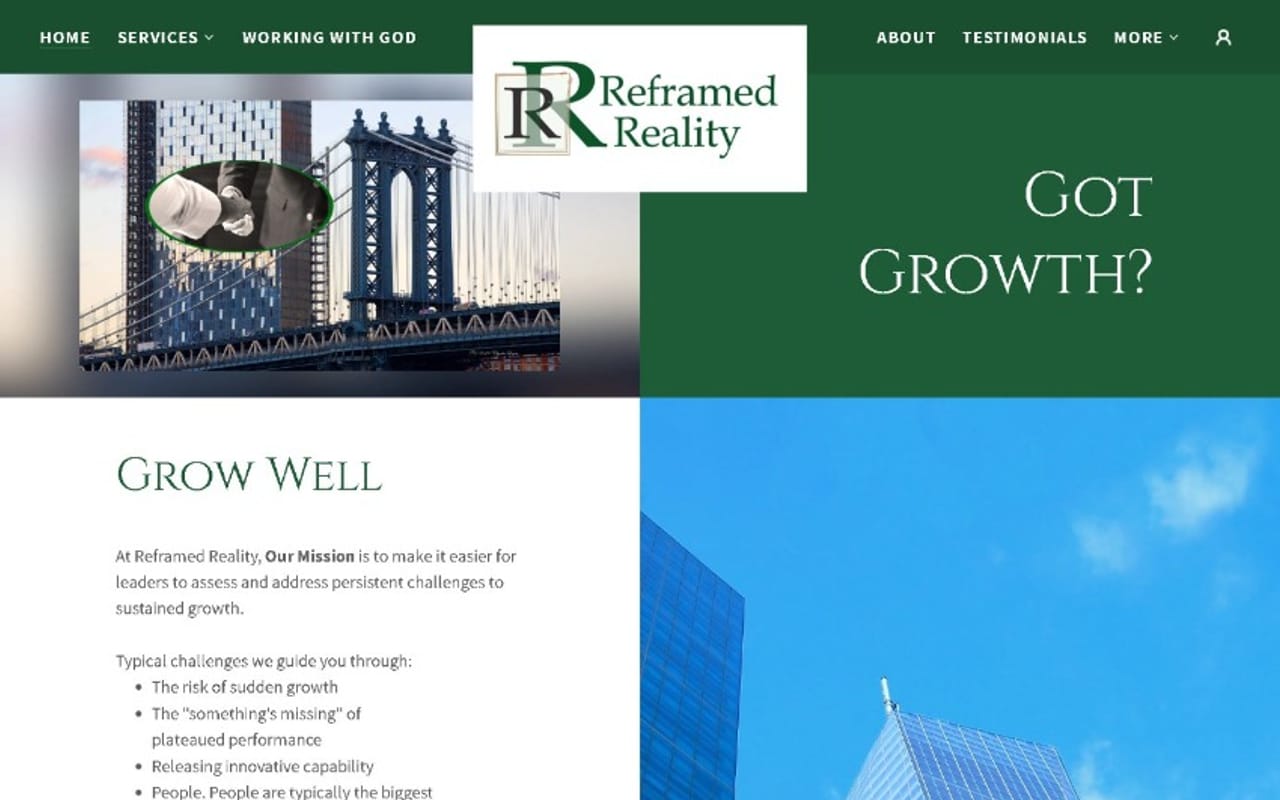 HOME SERVICES WORKING WITH GOD
ABOUT TESTIMONIALS MORE
RR Reframed
Reality
Got
Growth?
Grow Well
At Reframed Reality, Our Mission is to make it easier for
leaders to assess and address persistent challenges to
sustained growth.
Typical challenges we guide you through:
• The risk of sudden growth
• The "something's missing" of
plateaued performance
• Releasing innovative capability
• People. People are typically the biggest